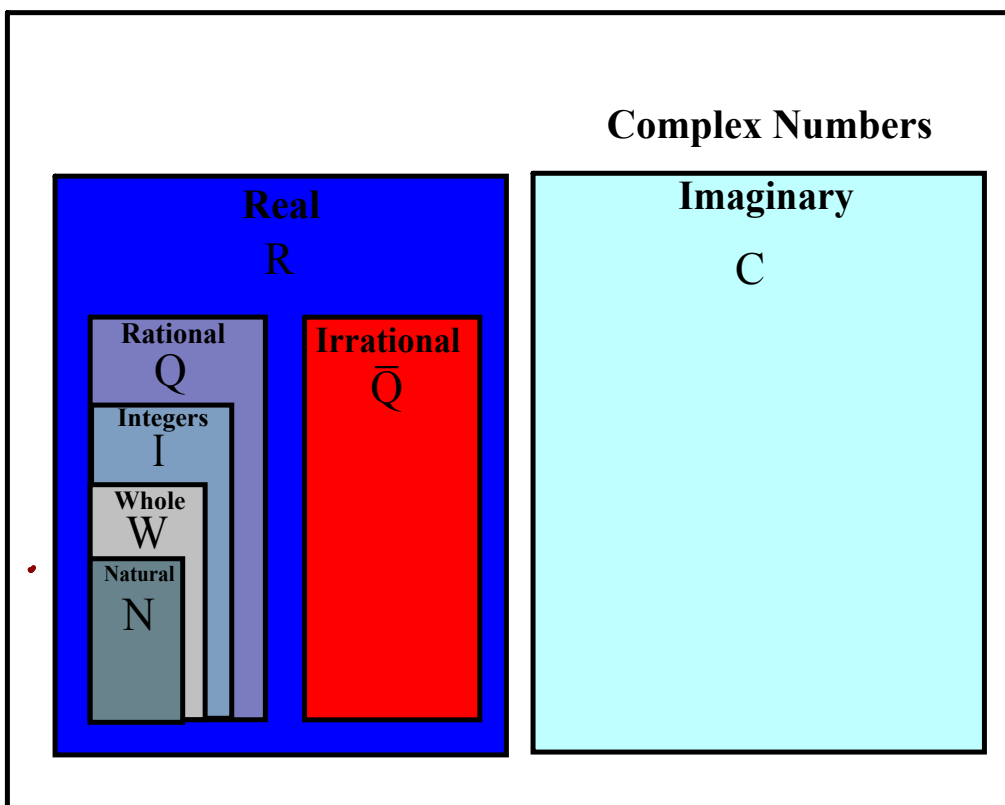 Complex Numbers
Real
R
Imaginary
C
Rational
Q
Integers
I
Whole
W
Natural
N
Irrational
Q̅